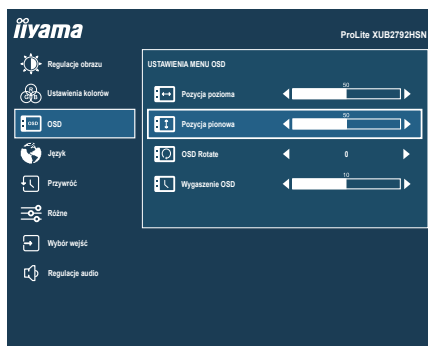 iiyama
ProLite XUB2792HSN
Regulacje obrazu
Ustawienia kolorów
OSD OSD
Język
Przywróć
Różne
Wybór wejść
Regulacje audio
USTAWIENIA MENU OSD
Pozycja pozioma 50
Pozycja pionowa 50
OSD Rotate 0
Wygaszenie OSD 10